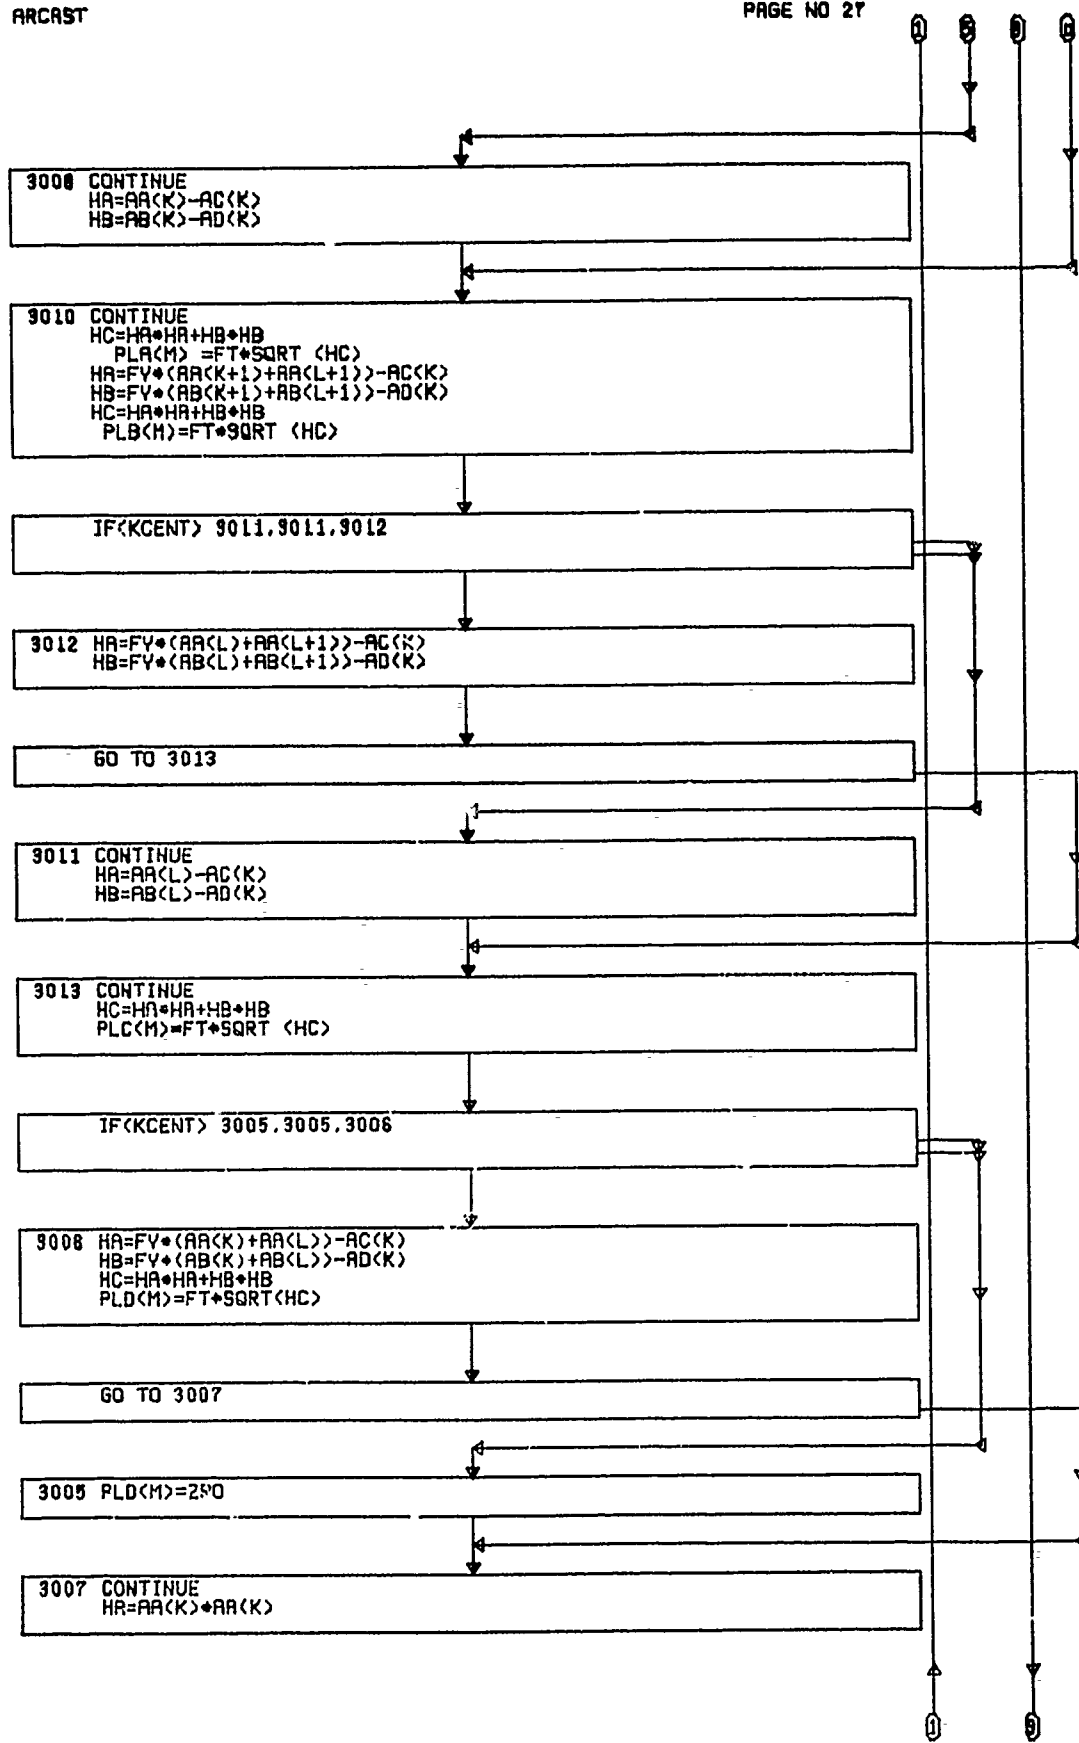 ARCAST
PAGE NO 27
1 5 9
3008 CONTINUE
HA=AA(K)-AC(K)
HB=AB(K)-AD(K)
3010 CONTINUE
HC=HA*HA+HB*HB
PLA(M) =FT*SQRT (HC)
HA=FY*(AA(K+1)+AA(L+1))-AC(K)
HB=FY*(AB(K+1)+AB(L+1))-AD(K)
HC=HA*HA+HB*HB
PLB(M)=FT*SQRT (HC)
IF(KCENT) 3011,3011,3012
3012 HA=FY*(AA(L)+AA(L+1))-AC(K)
HB=FY*(AB(L)+AB(L+1))-AD(K)
GO TO 3013
3011 CONTINUE
HA=AA(L)-AC(K)
HB=AB(L)-AD(K)
3013 CONTINUE
HC=HA*HA+HB*HB
PLC(M)=FT*SQRT (HC)
IF(KCENT) 3005,3005,3006
3006 HA=FY*(AA(K)+AA(L))-AC(K)
HB=FY*(AB(K)+AB(L))-AD(K)
HC=HA*HA+HB*HB
PLD(M)=FT*SQRT(HC)
GO TO 3007
3005
3007 CONTINUE
HA=AA(K)*AA(K)
1 9